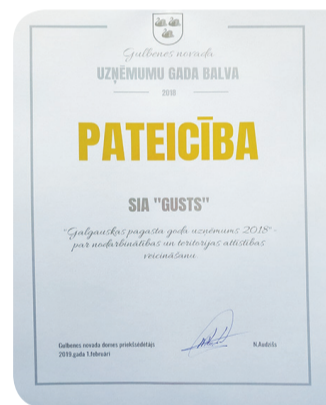 Gulbenes novada
UZŅĒMUMU GADA BALVA
2018
PATEICĪBA
SIA "GUSTS"
"Galgauskas pagasta gada uzņēmums 2018" -
par nodarbinātības un teritorijas attīstības
veicināšanu.
Gulbenes novada domes priekšsēdētājs
2019.gada 1.februārī
N.Audzišs